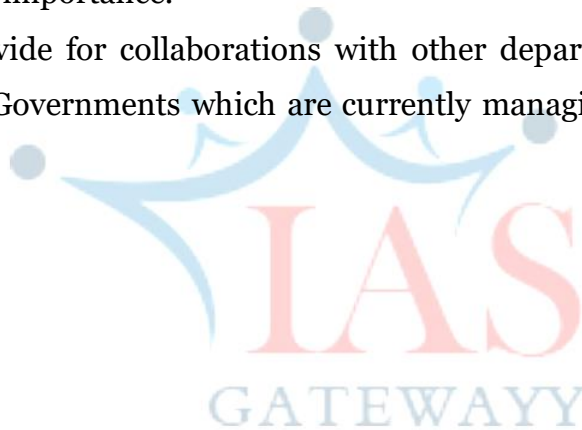 importance.
vide for collaborations with other depar
Governments which are currently managi
IAS
GATEWAYY